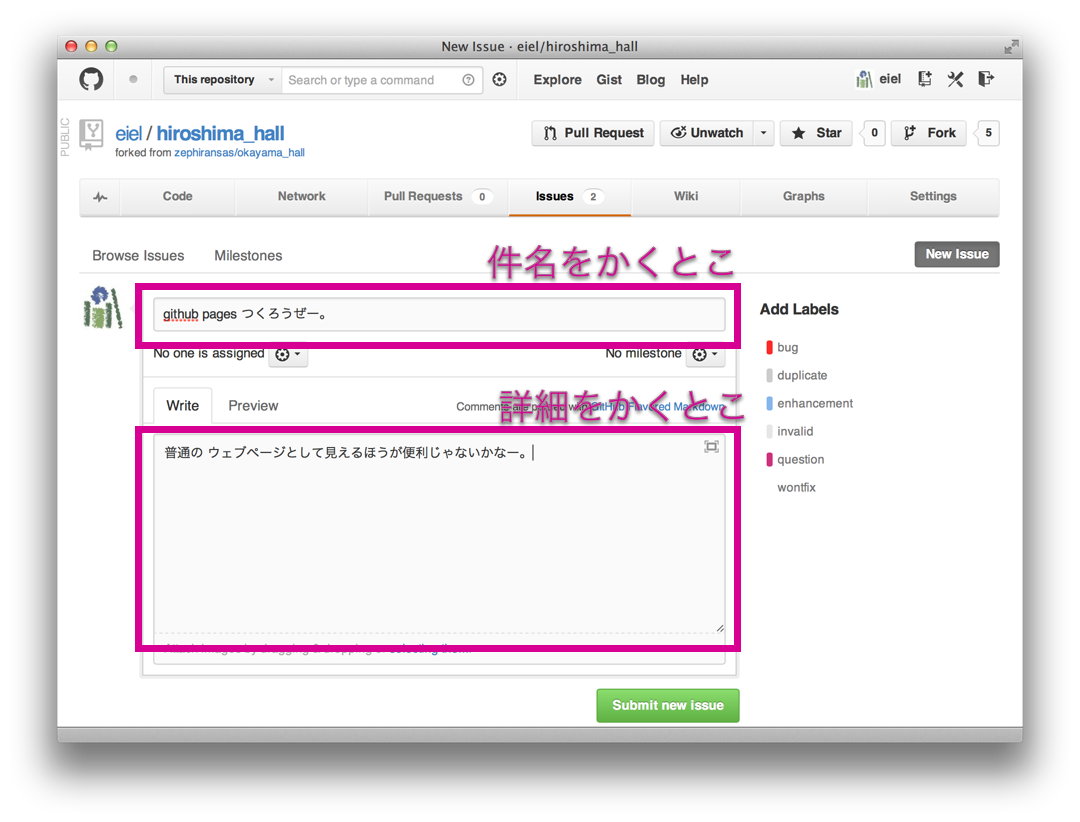 New Issue · eiel/hiroshima_hall
This repository Search or type a command Explore Gist Blog Help eiel
PUBLIC
eiel / hiroshima_hall
forked from zephiransas/okayama_hall
Pull Request Unwatch Star 0 Fork 5
Code Network Pull Requests 0 Issues 2 Wiki Graphs Settings
Browse Issues Milestones New Issue
件名をかくとこ
github pages つくろうぜー。
No one is assigned No milestone
詳細をかくとこ
Write Preview Comments are parsed with GitHub Flavored Markdown
普通の ウェブページとして見えるほうが便利じゃないかなー。
selecting them
Submit new issue
Add Labels
bug
duplicate
enhancement
invalid
question
wontfix